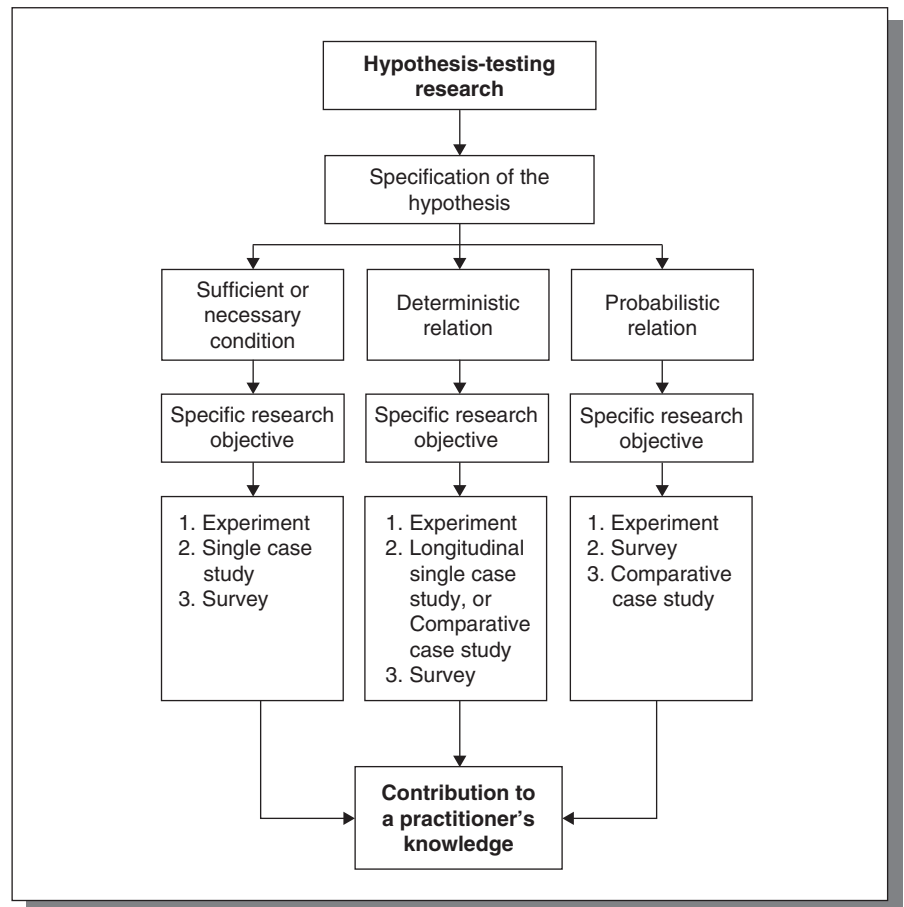 Hypothesis-testing
research
Specification of the
hypothesis
Sufficient or
necessary
condition
Deterministic
relation
Probabilistic
relation
Specific research
objective
Specific research
objective
Specific research
objective
1. Experiment
2. Single case
study
3. Survey
1. Experiment
2. Longitudinal
single case
study, or
Comparative
case study
3. Survey
1. Experiment
2. Survey
3. Comparative
case study
Contribution to
a practitioner's
knowledge